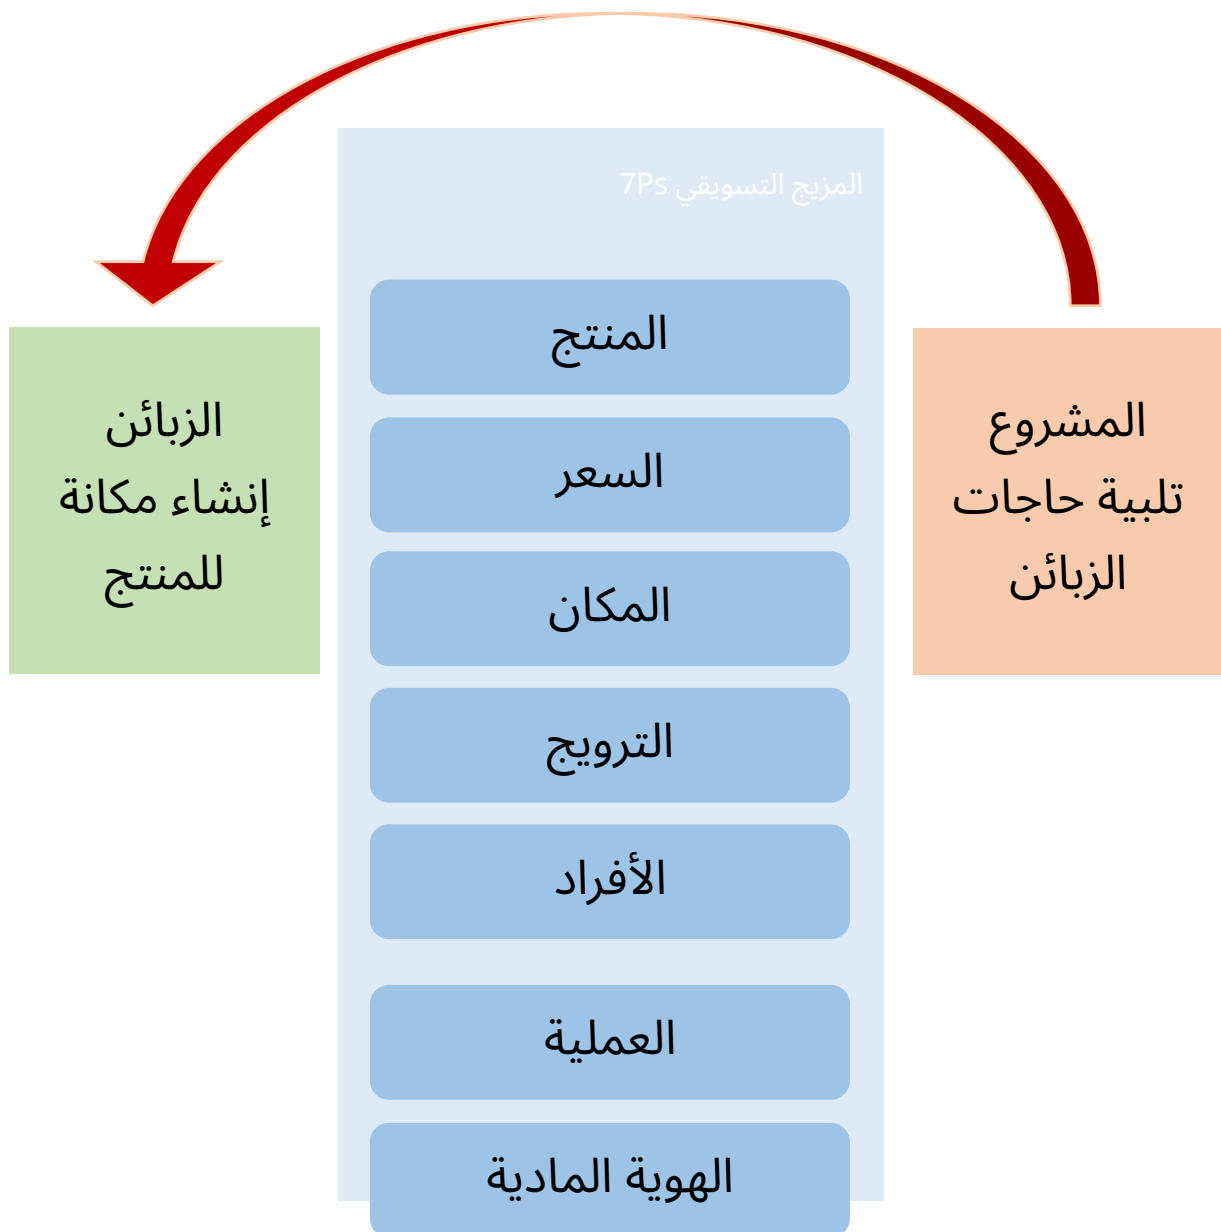 المزيج التسويقي 7Ps
المشروع
تلبية حاجات
الزبائن
المنتج
السعر
المكان
الترويج
الأفراد
العملية
الهوية المادية
الزبائن
إنشاء مكانة
للمنتج